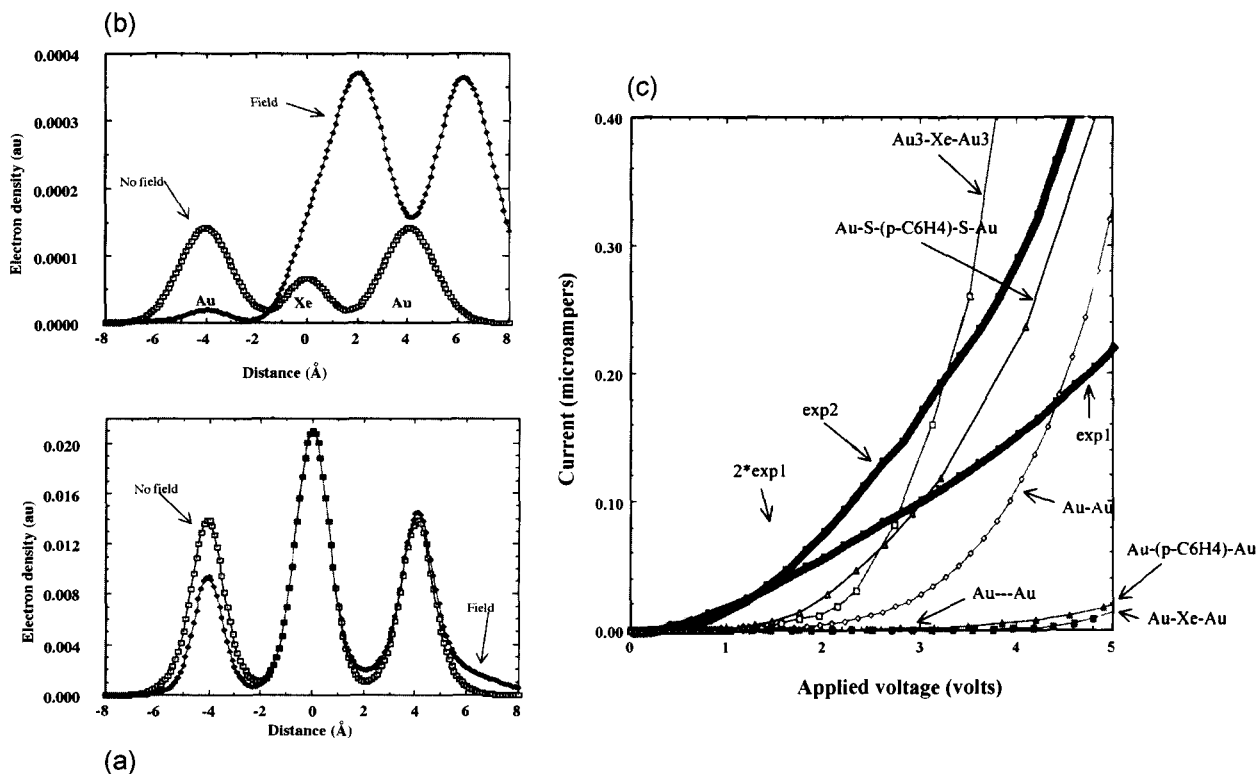 (b)
0.0004
0.0003
0.0002
0.0001
0.0000
Electron density (au)
Field
No field
Au
Xe
Au
-8
-6
-4
-2
0
2
4
6
8
Distance (Å)
0.020
0.016
0.012
0.008
0.004
0.000
Electron density (au)
No field
Field
-8
-6
-4
-2
0
2
4
6
8
Distance (Å)
(a)
(c)
0.40
0.30
0.20
0.10
0.00
Current (microampers)
Au3-Xe-Au3
Au-S-(p-C6H4)-S-Au
exp2
2*exp1
exp1
Au-Au
Au-(p-C6H4)-Au
Au---Au
Au-Xe-Au
0
1
2
3
4
5
Applied voltage (volts)